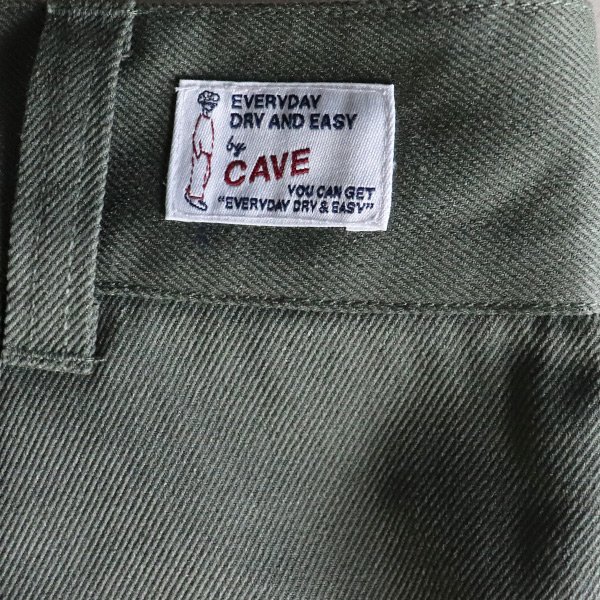 EVERYDAY
DRY AND EASY
by
CAVE
YOU CAN GET
"EVERYDAY DRY & EASY"